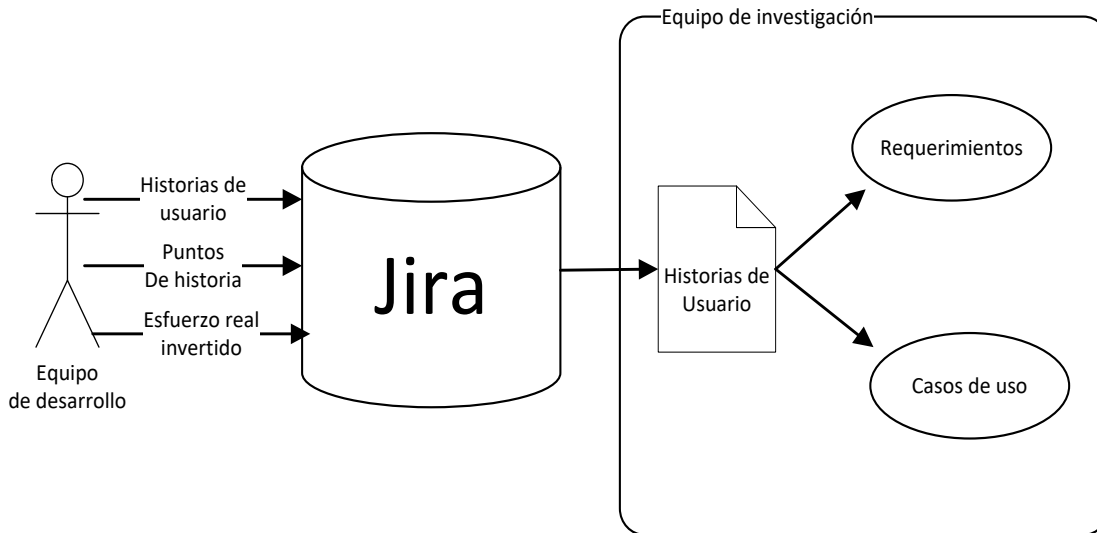 Equipo de investigación
Historias de
usuario
Puntos
De historia
Esfuerzo real
invertido
Equipo
de desarrollo
Jira
Historias de
Usuario
Requerimientos
Casos de uso